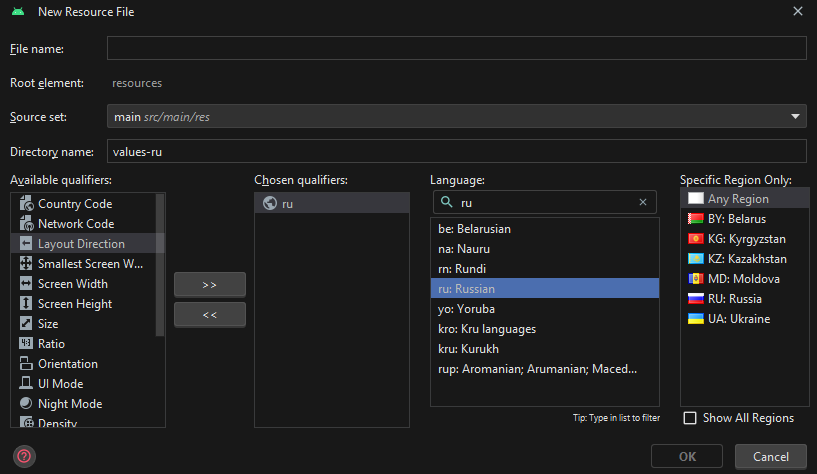 New Resource File
File name:
Root element: resources
Source set: main src/main/res
Directory name: values-ru
Available qualifiers:
Country Code
Network Code
Layout Direction
Smallest Screen W...
Screen Width
Screen Height
Size
Ratio
Orientation
UI Mode
Night Mode
Density
>>
<<
Chosen qualifiers:
ru
Language:
ru
be: Belarusian
na: Nauru
rn: Rundi
ru: Russian
yo: Yoruba
kro: Kru languages
kru: Kurukh
rup: Aromanian; Arumanian; Maced...
Tip: Type in list to filter
Specific Region Only:
Any Region
BY: Belarus
KG: Kyrgyzstan
KZ: Kazakhstan
MD: Moldova
RU: Russia
UA: Ukraine
Show All Regions
?
OK
Cancel